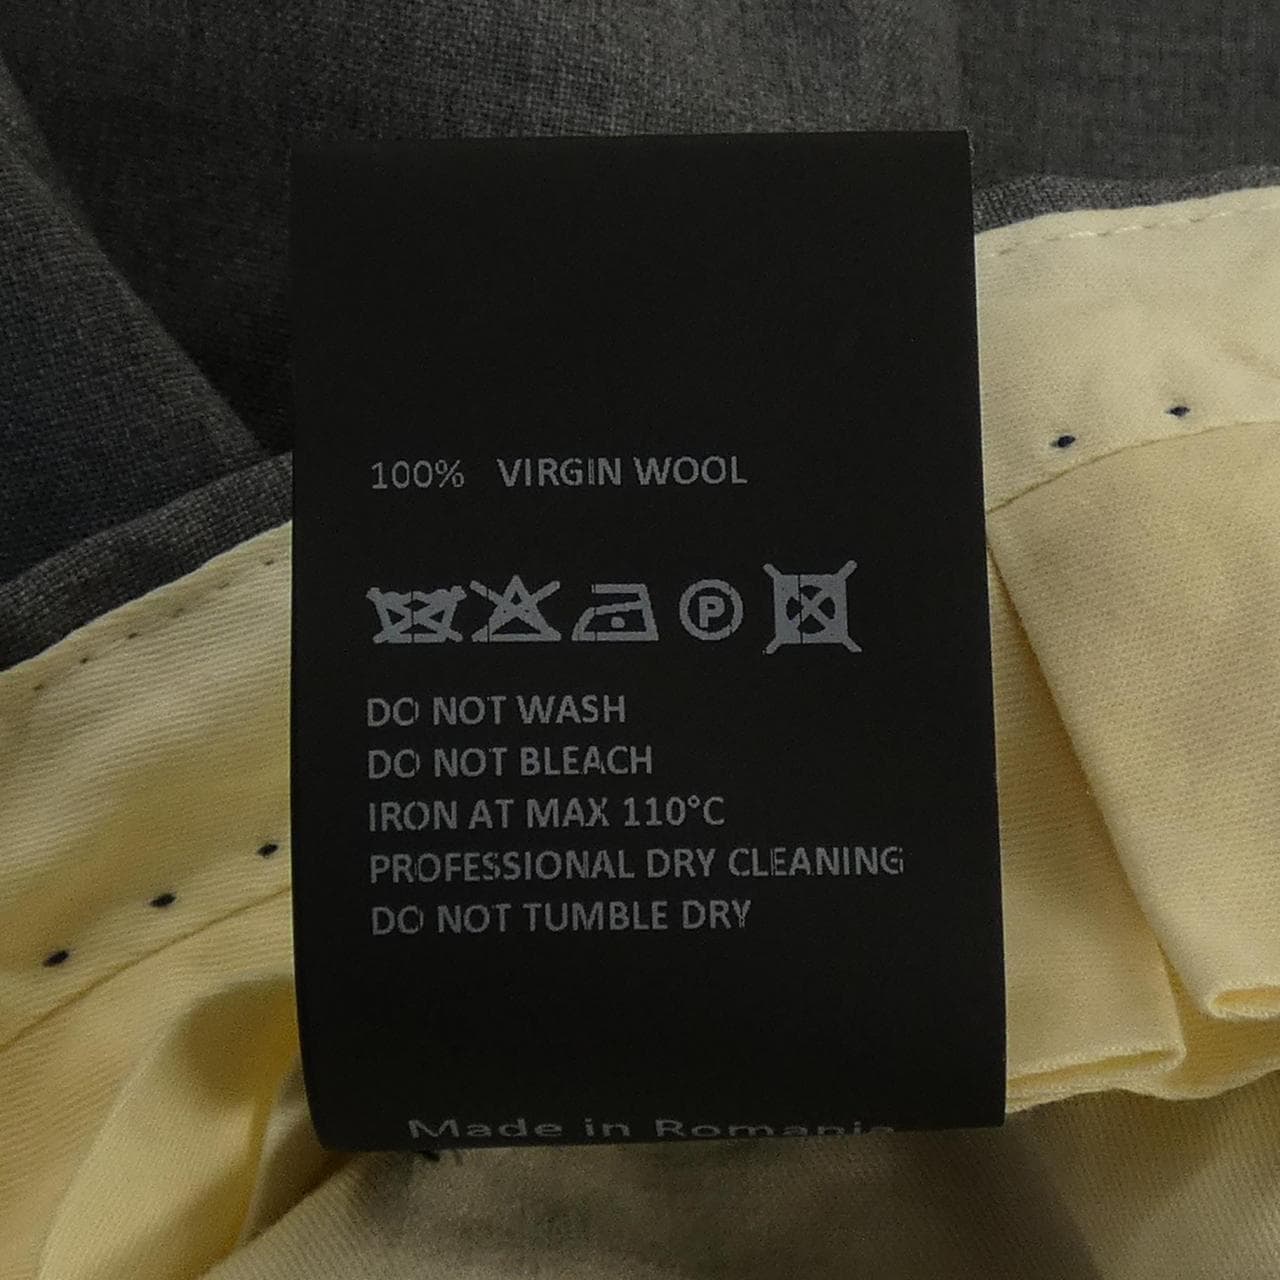 100% VIRGIN WOOL
P
DO NOT WASH
DO NOT BLEACH
IRON AT MAX 110°C
PROFESSIONAL DRY CLEANING
DO NOT TUMBLE DRY
Made in Romania